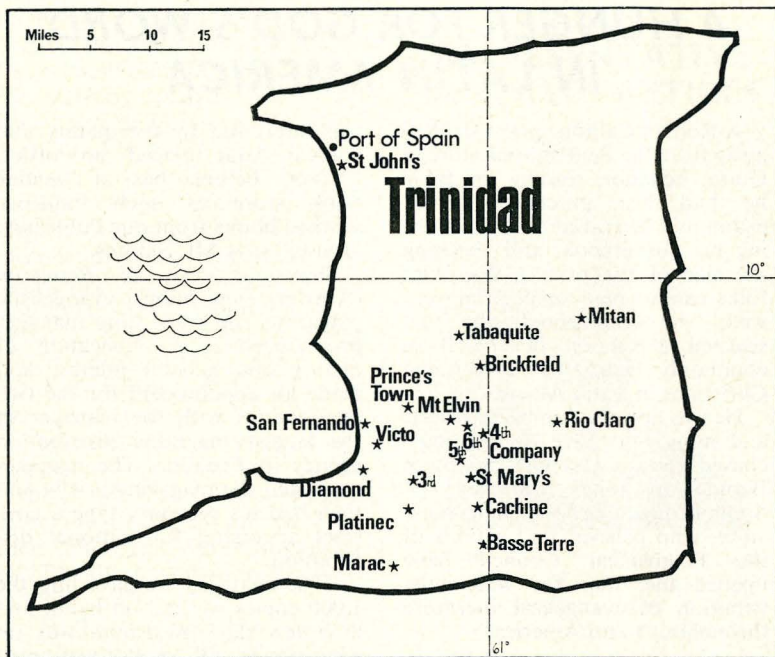 Miles 5 10 15
Port of Spain
St John's
Trinidad
10°
Mitan
Tabaquite
Brickfield
Prince's
Town
Mt Elvin
San Fernando
Victo
6th
4th
Rio Claro
5th
Company
Diamond
3rd
St Mary's
Platinec
Cachipe
Basse Terre
Marac
61°